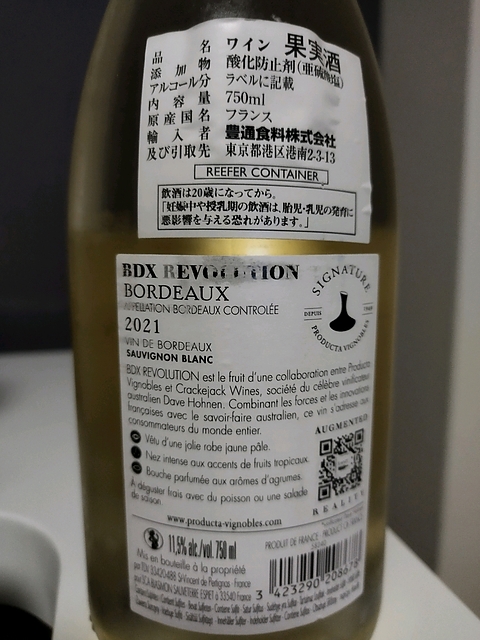 品名 ワイン 果実酒
添加物 酸化防止剤(亜硫酸塩)
アルコール分 ラベルに記載
内容量 750ml
原産国名 フランス
輸入者 豊通食料株式会社
及び引取先 東京都港区港南2-3-13
REEFER CONTAINER
飲酒は20歳になってから。
「妊娠中や授乳期の飲酒は、胎児・乳児の発育に
悪影響を与える恐れがあります。」
BDX REVOLUTION
BORDEAUX
APPELLATION BORDEAUX CONTROLÉE
2021
VIN DE BORDEAUX
SAUVIGNON BLANC
SIGNATURE
DEPUIS 1949
PRODUCTA VIGNOBLES
BDX REVOLUTION est le fruit d'une collaboration entre Producta
Vignobles et Crackejack Wines, société du célèbre vinificateur
australien Dave Hohnen. Combinant les forces et les innovations
françaises avec le savoir-faire australien, ce vin s'adresse aux
consommateurs du monde entier.
Vêtu d'une jolie robe jaune pâle.
Nez intense aux accents de fruits tropicaux.
Bouche parfumée aux arômes d'agrumes.
A déguster frais avec du poisson ou une salade
de saison.
AUGMENTED
REALITY
www.producta-vignobles.com
11,5% alc./vol. 750 ml
PRODUIT DE FRANCE
Mis en bouteille à la propriété
3 423290 208678